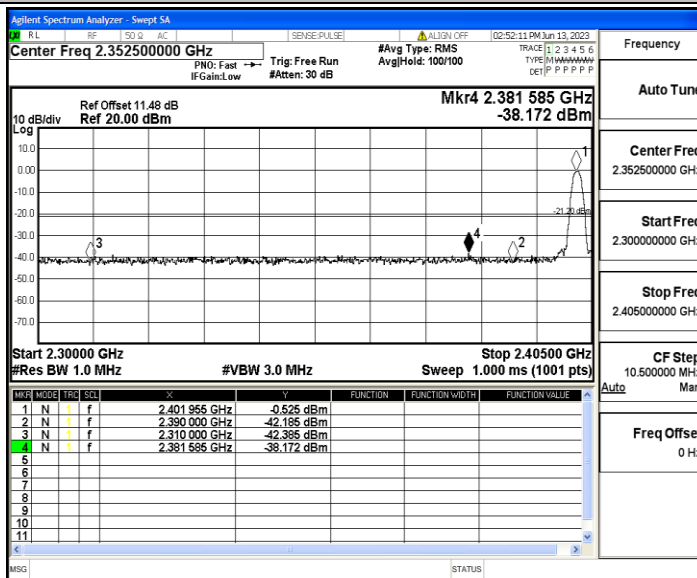 Agilent Spectrum Analyzer - Swept SA
RL RF 50 Ω AC SENSE:PULSE ALIGN OFF 02:52:11 PM Jun 13, 2023
Center Freq 2.352500000 GHz #Avg Type: RMS TRACE 1 2 3 4 5 6
PNO: Fast Trig: Free Run Avg|Hold: 100/100 TYPE
IFGain:Low #Atten: 30 dB DET P P P P P P
Mkr4 2.381 585 GHz
Ref Offset 11.48 dB
10 dB/div Ref 20.00 dBm -38.172 dBm
Log
10.0
0.00
-10.0
-20.0
-30.0
-40.0
-50.0
-60.0
-70.0
1
-21.20 dBm
3 4 2
Start 2.30000 GHz Stop 2.40500 GHz
#Res BW 1.0 MHz #VBW 3.0 MHz Sweep 1.000 ms (1001 pts)
MKR MODE TRC SCL X Y FUNCTION FUNCTION WIDTH FUNCTION VALUE
1 N 1 f 2.401 955 GHz -0.525 dBm
2 N 1 f 2.390 000 GHz -42.185 dBm
3 N 1 f 2.310 000 GHz -42.385 dBm
4 N 1 f 2.381 585 GHz -38.172 dBm
5
6
7
8
9
10
11
MSG STATUS
Frequency
Auto Tune
Center Freq
2.352500000 GHz
Start Freq
2.300000000 GHz
Stop Freq
2.405000000 GHz
CF Step
10.500000 MHz
Auto Man
Freq Offset
0 Hz